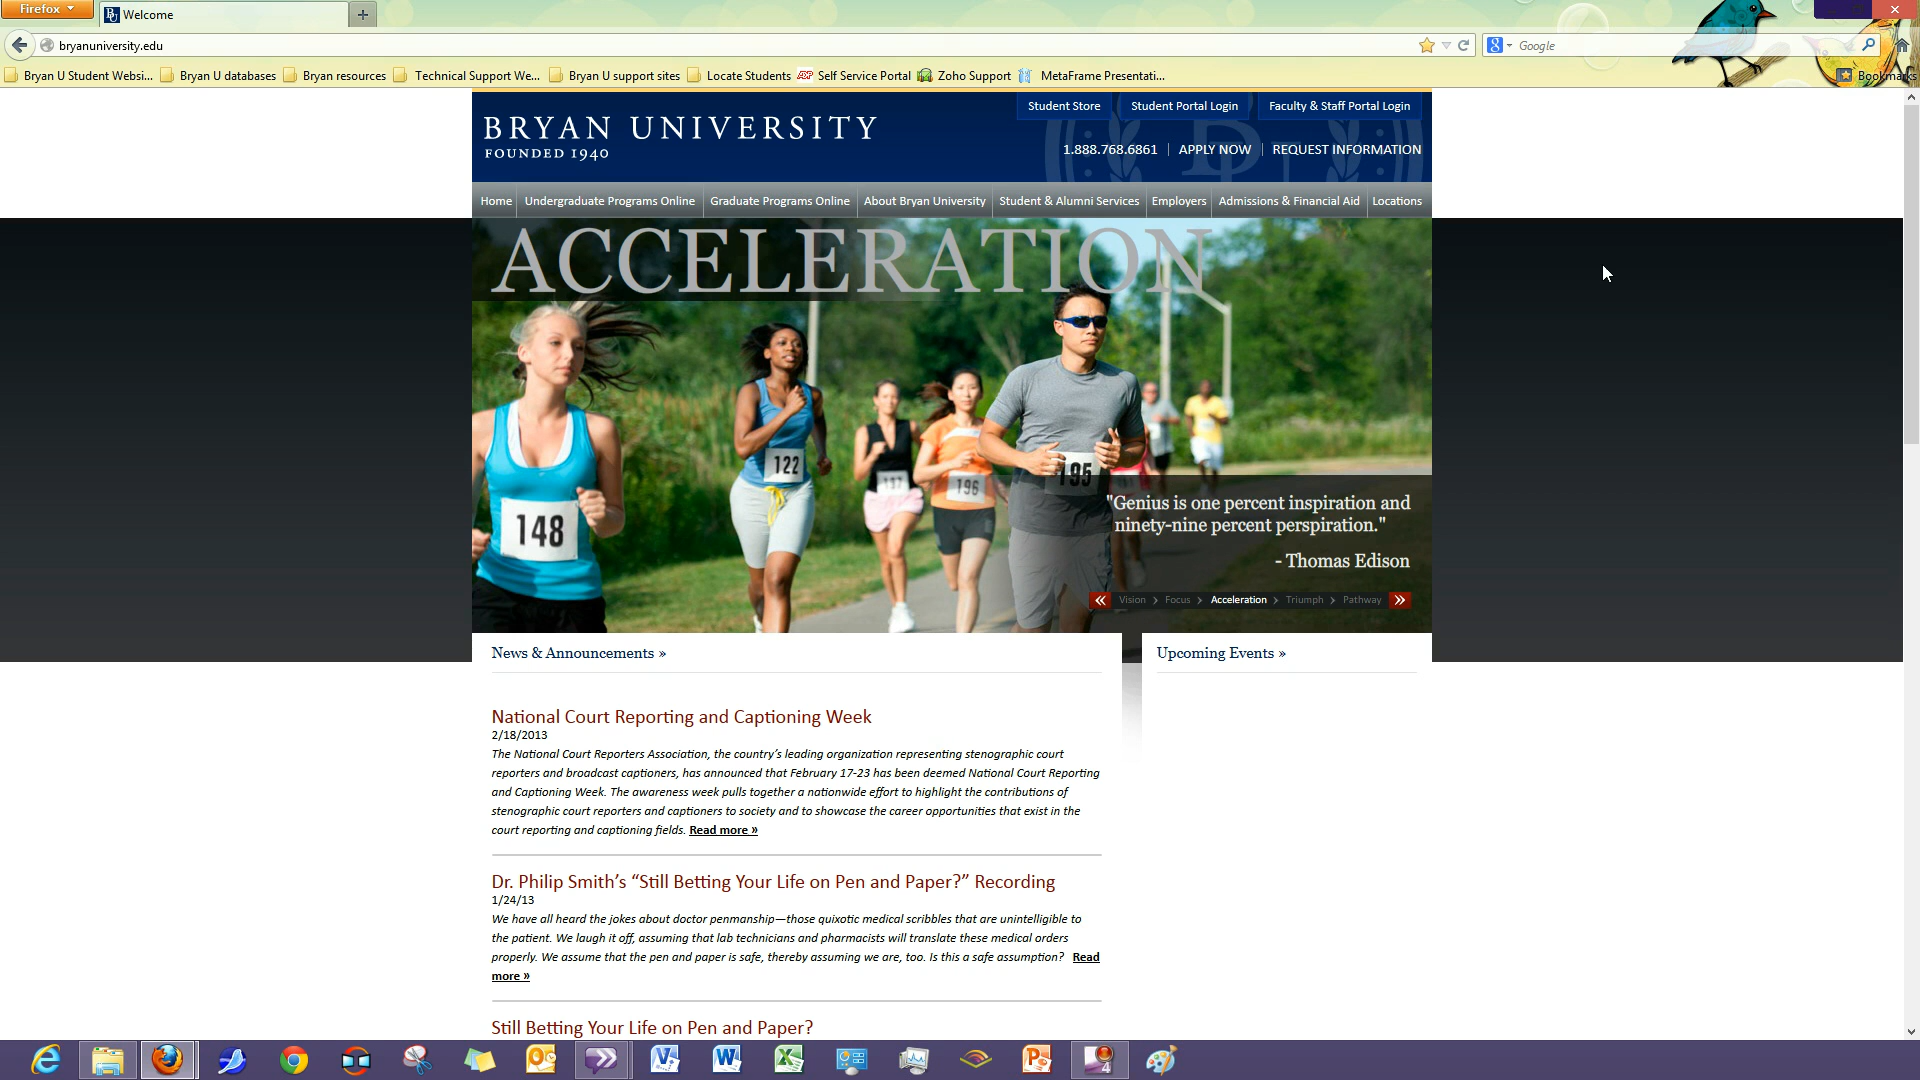 Firefox
Welcome
bryanuniversity.edu
Google
Bryan U Student Websi...
Bryan U databases
Bryan resources
Technical Support We...
Bryan U support sites
Locate Students
ADP Self Service Portal
Zoho Support
MetaFrame Presentati...
Bookmarks
Student Store
Student Portal Login
Faculty & Staff Portal Login
BRYAN UNIVERSITY
FOUNDED 1940
1.888.768.6861
APPLY NOW
REQUEST INFORMATION
Home
Undergraduate Programs Online
Graduate Programs Online
About Bryan University
Student & Alumni Services
Employers
Admissions & Financial Aid
Locations
ACCELERATION
122
137
196
195
148
"Genius is one percent inspiration and
ninety-nine percent perspiration."
- Thomas Edison
Vision
Focus
Acceleration
Triumph
Pathway
News & Announcements »
Upcoming Events »
National Court Reporting and Captioning Week
2/18/2013
The National Court Reporters Association, the country’s leading organization representing stenographic court
reporters and broadcast captioners, has announced that February 17-23 has been deemed National Court Reporting
and Captioning Week. The awareness week pulls together a nationwide effort to highlight the contributions of
stenographic court reporters and captioners to society and to showcase the career opportunities that exist in the
court reporting and captioning fields. Read more »
Dr. Philip Smith’s “Still Betting Your Life on Pen and Paper?” Recording
1/24/13
We have all heard the jokes about doctor penmanship—those quixotic medical scribbles that are unintelligible to
the patient. We laugh it off, assuming that lab technicians and pharmacists will translate these medical orders
properly. We assume that the pen and paper is safe, thereby assuming we are, too. Is this a safe assumption? Read
more »
Still Betting Your Life on Pen and Paper?